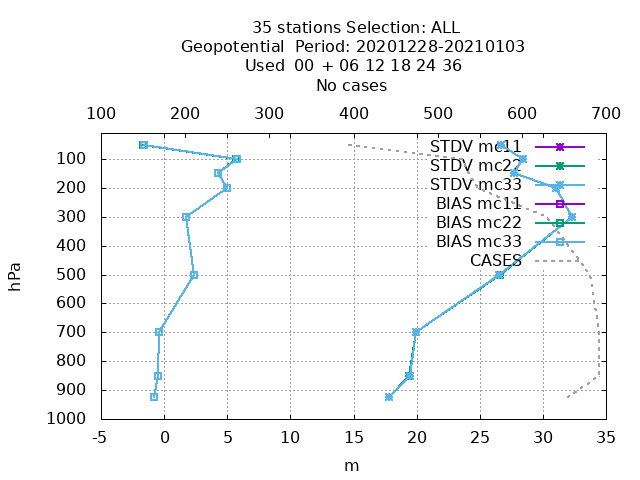 35 stations Selection: ALL
Geopotential  Period: 20201228-20210103
Used  00 + 06 12 18 24 36
No cases
100 200 300 400 500 600 700
STDV mc11
STDV mc22
STDV mc33
BIAS mc11
BIAS mc22
BIAS mc33
CASES
hPa
100
200
300
400
500
600
700
800
900
1000
-5 0 5 10 15 20 25 30 35
m